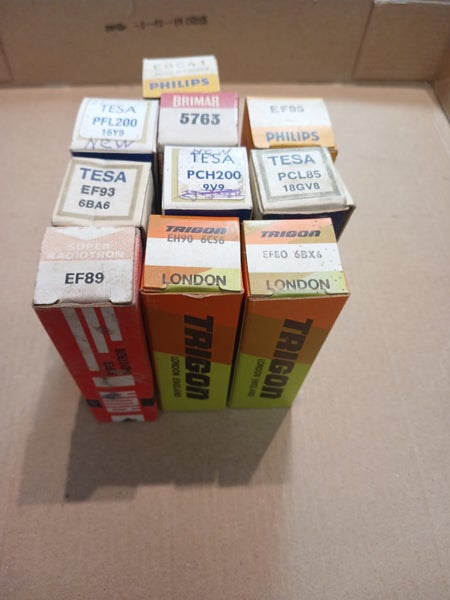 EBC41
PHILIPS
TESA
PFL200
16Y9
NEW
BRIMAR
5763
EF95
PHILIPS
TESA
EF93
6BA6
NEW
TESA
PCH200
9V9
TESA
PCL85
18GV8
SUPER
RADIOTRON
EF89
TRIGON
EH90 6CS6
LONDON
TRIGON
LONDON ENGLAND
TRIGON
EF80 6BX6
LONDON
TRIGON
LONDON ENGLAND